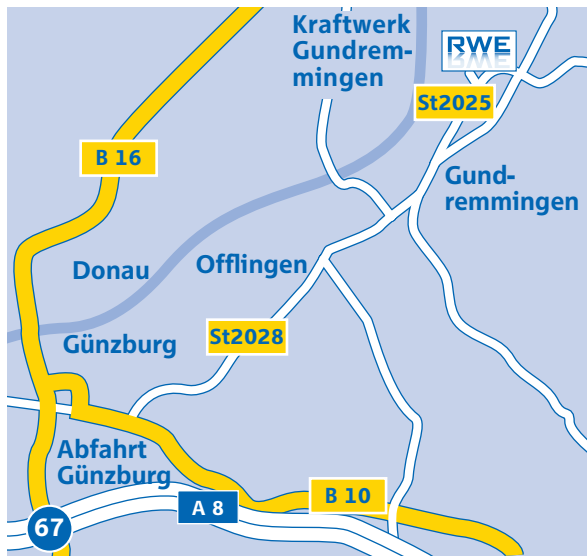 Kraftwerk
Gundrem-
mingen
RWE
St2025
B 16
Gund-
remmingen
Donau
Offlingen
St2028
Günzburg
Abfahrt
Günzburg
B 10
A 8
67